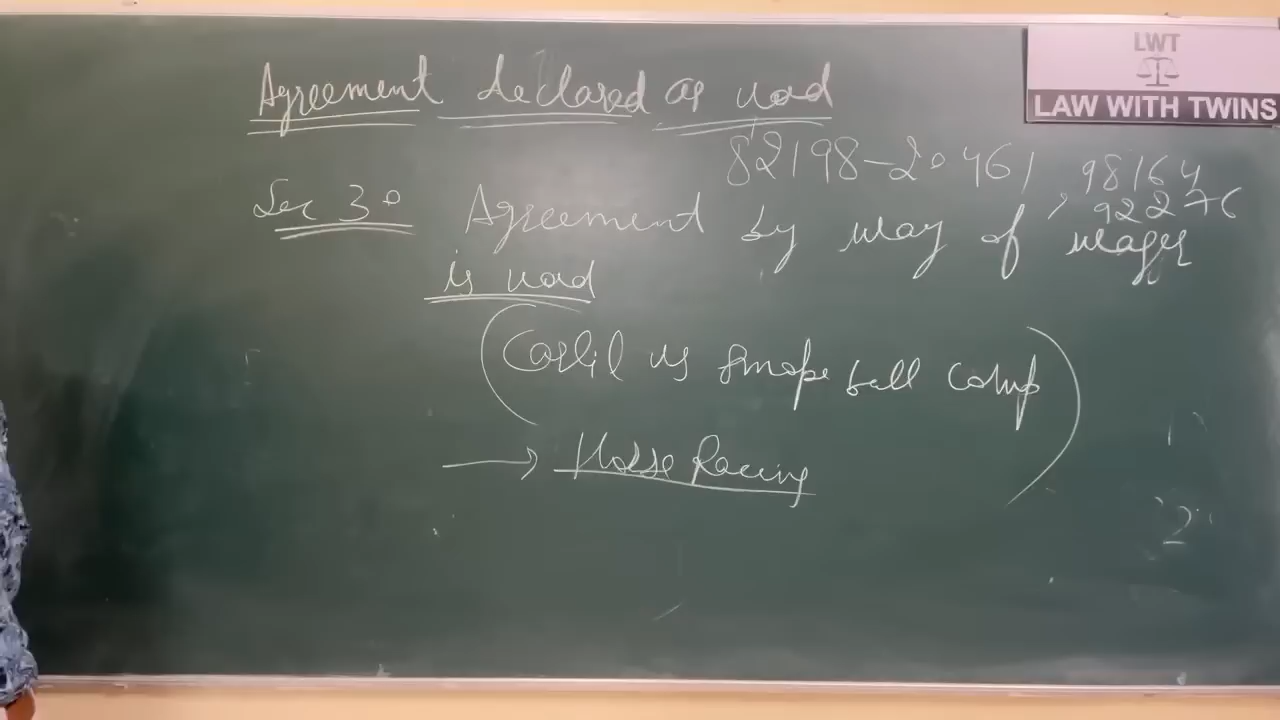 LWT
LAW WITH TWINS
Agreement declared as void
82198-20461, 98164
92276
Sec 30 Agreement by way of wager
is void
(Carlil vs Smoke ball Comp)
→ Horse Racing
2